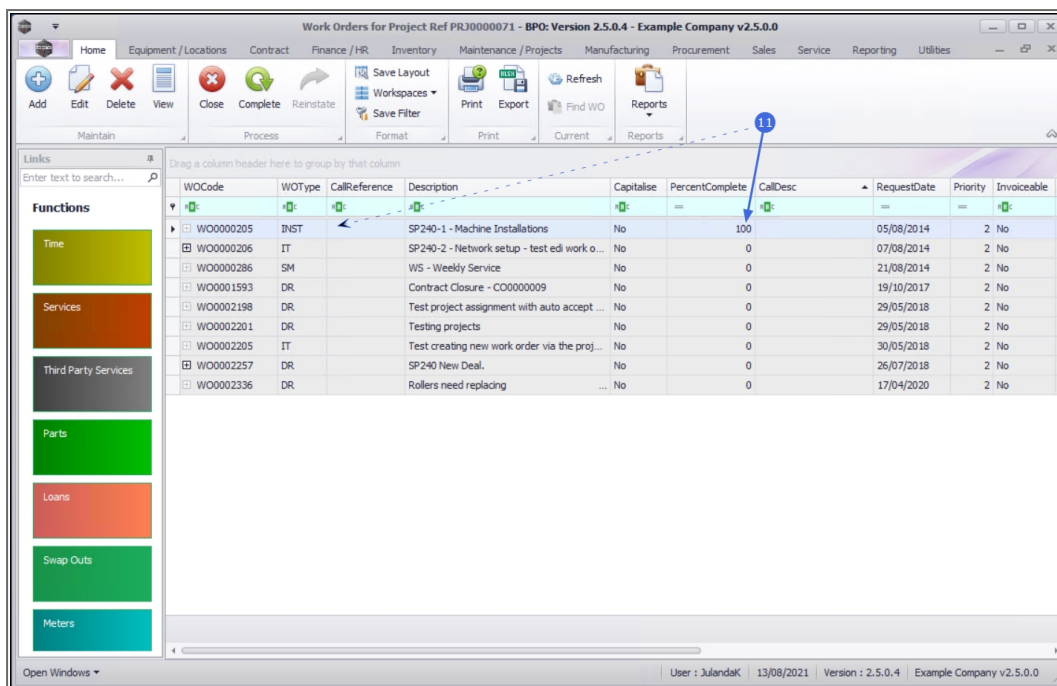 Work Orders for Project Ref PRJ0000071 - BPO: Version 2.5.0.4 - Example Company v2.5.0.0
Home Equipment / Locations Contract Finance / HR Inventory Maintenance / Projects Manufacturing Procurement Sales Service Reporting Utilities
Add Edit Delete View Close Complete Reinstate Save Layout Workspaces Save Filter Print Export Refresh Find WO Reports
Maintain Process Format Print Current Reports
11
Links
Enter text to search...
Functions
Time
Services
Third Party Services
Parts
Loans
Swap Outs
Meters
Drag a column header here to group by that column
WOCode WOType CallReference Description Capitalise PercentComplete CallDesc RequestDate Priority Invoiceable
WO0000205 INST SP240-1 - Machine Installations No 100 05/08/2014 2 No
WO0000206 IT SP240-2 - Network setup - test edi work o... No 0 07/08/2014 2 No
WO0000286 SM WS - Weekly Service No 0 21/08/2014 2 No
WO0001593 DR Contract Closure - CO0000009 No 0 19/10/2017 2 No
WO0002198 DR Test project assignment with auto accept ... No 0 29/05/2018 2 No
WO0002201 DR Testing projects No 0 29/05/2018 2 No
WO0002205 IT Test creating new work order via the proj... No 0 30/05/2018 2 No
WO0002257 DR SP240 New Deal. No 0 26/07/2018 2 No
WO0002336 DR Rollers need replacing ... No 0 17/04/2020 2 No
Open Windows User : JulandaK 13/08/2021 Version : 2.5.0.4 Example Company v2.5.0.0